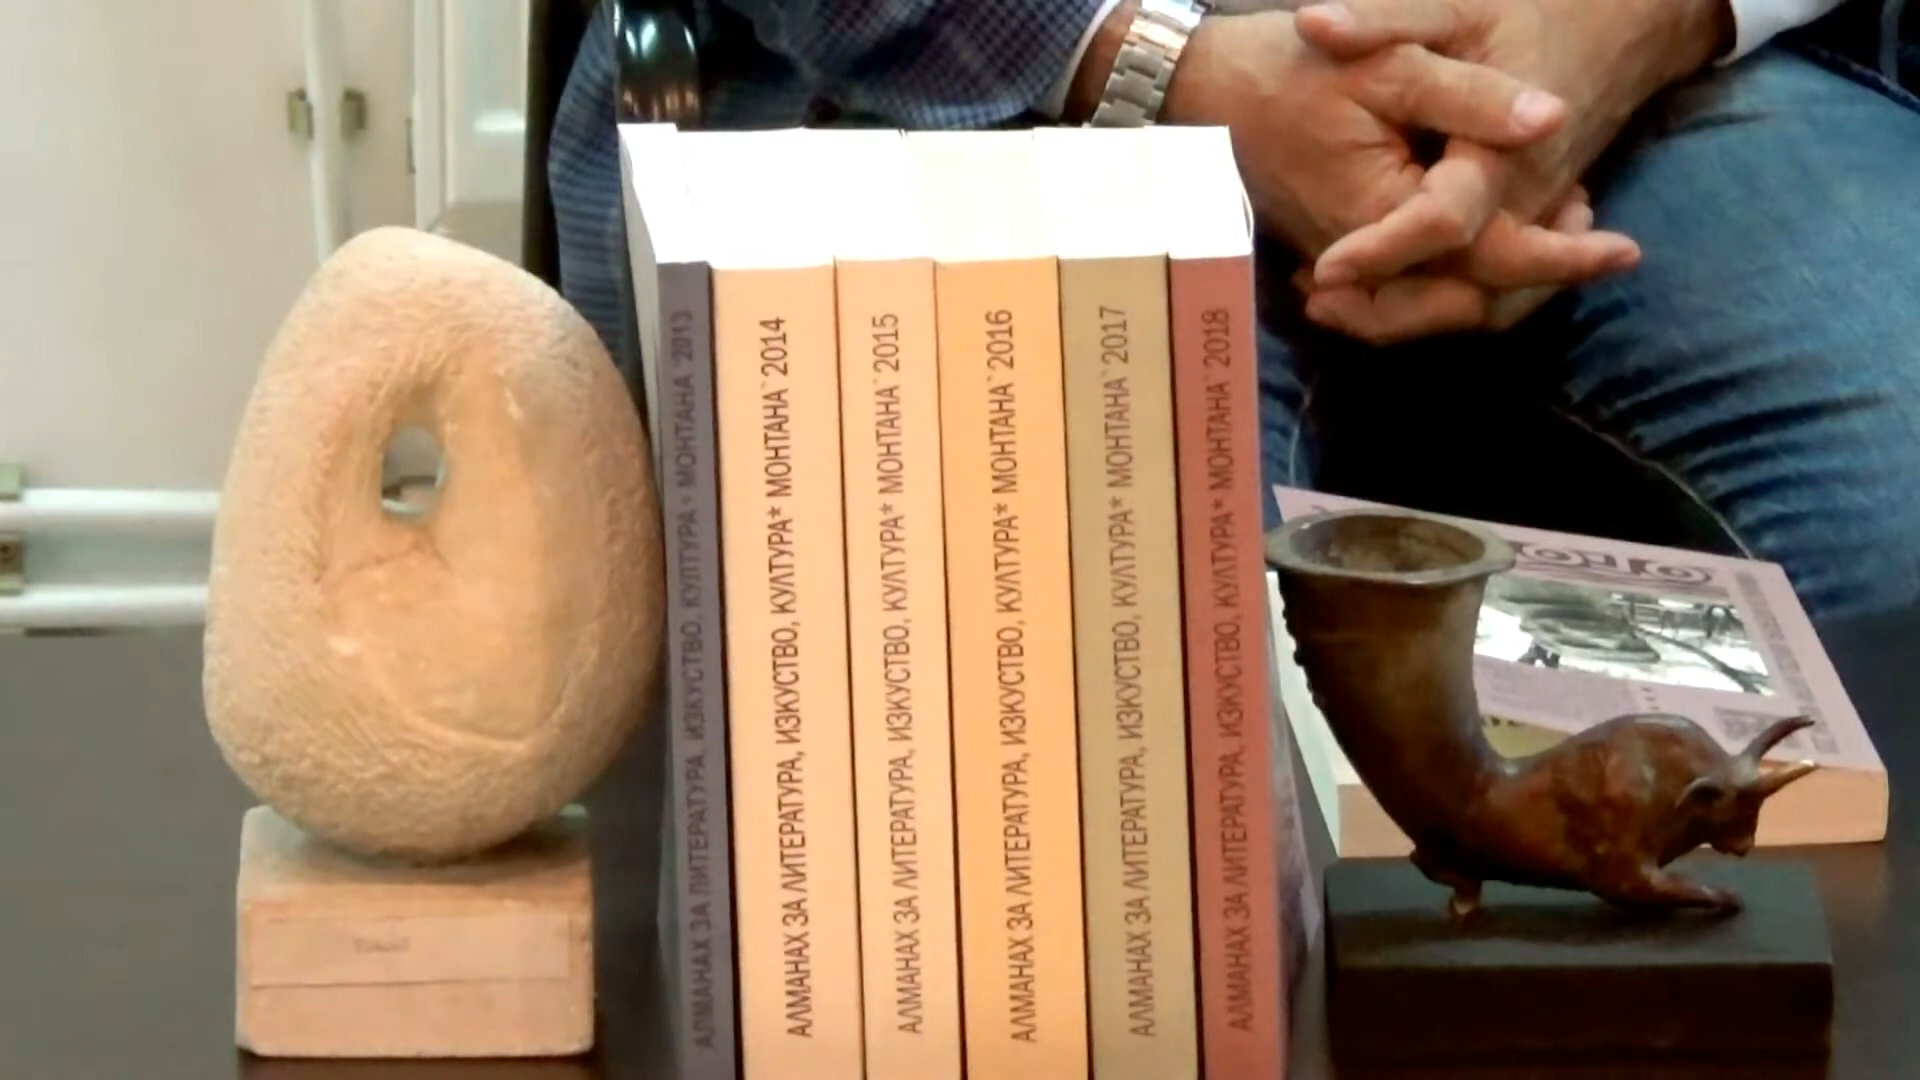 АЛМАНАХ ЗА ЛИТЕРАТУРА, ИЗКУСТВО, КУЛТУРА * МОНТАНА`2013
АЛМАНАХ ЗА ЛИТЕРАТУРА, ИЗКУСТВО, КУЛТУРА* МОНТАНА`2014
АЛМАНАХ ЗА ЛИТЕРАТУРА, ИЗКУСТВО, КУЛТУРА* МОНТАНА`2015
АЛМАНАХ ЗА ЛИТЕРАТУРА, ИЗКУСТВО, КУЛТУРА* МОНТАНА`2016
АЛМАНАХ ЗА ЛИТЕРАТУРА, ИЗКУСТВО, КУЛТУРА* МОНТАНА`2017
АЛМАНАХ ЗА ЛИТЕРАТУРА, ИЗКУСТВО, КУЛТУРА* МОНТАНА`2018